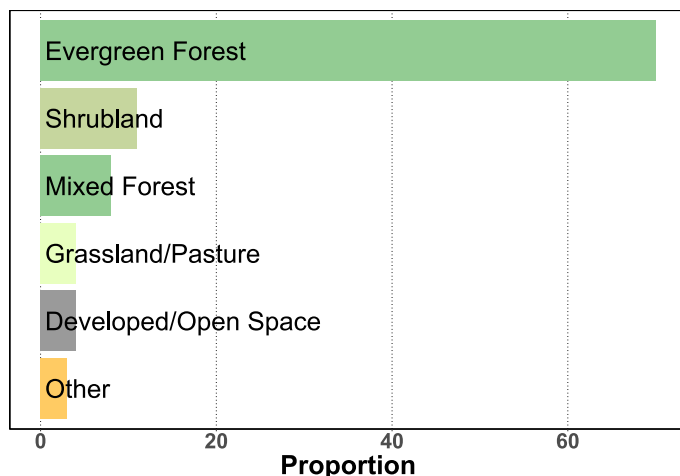 Evergreen Forest
Shrubland
Mixed Forest
Grassland/Pasture
Developed/Open Space
Other
0 20 40 60
Proportion